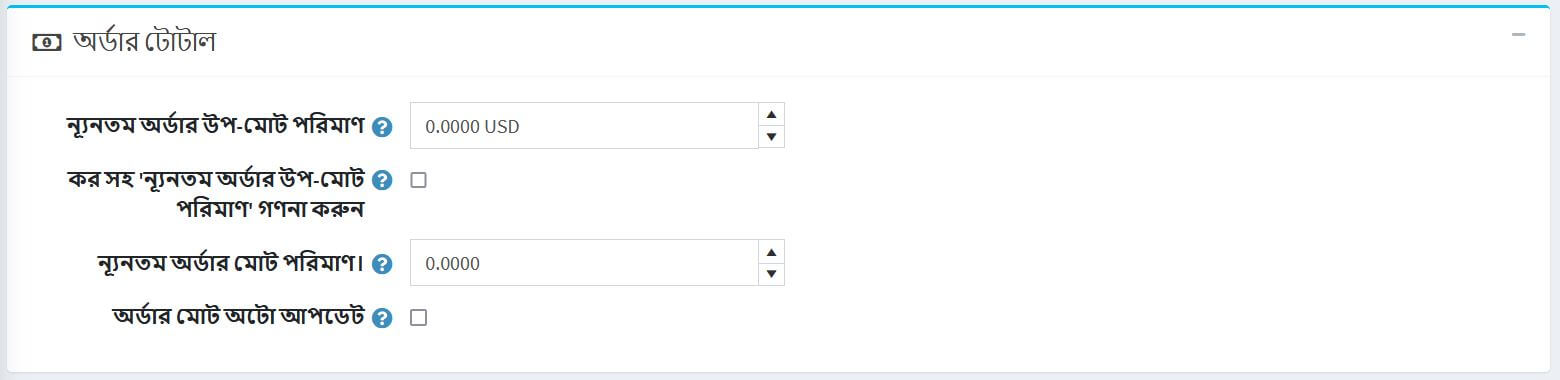 অর্ডার টোটাল
ন্যূনতম অর্ডার উপ-মোট পরিমাণ ? 0.0000 USD
কর সহ 'ন্যূনতম অর্ডার উপ-মোট ?
পরিমাণ' গণনা করুন
ন্যূনতম অর্ডার মোট পরিমাণ। ? 0.0000
অর্ডার মোট অটো আপডেট ?